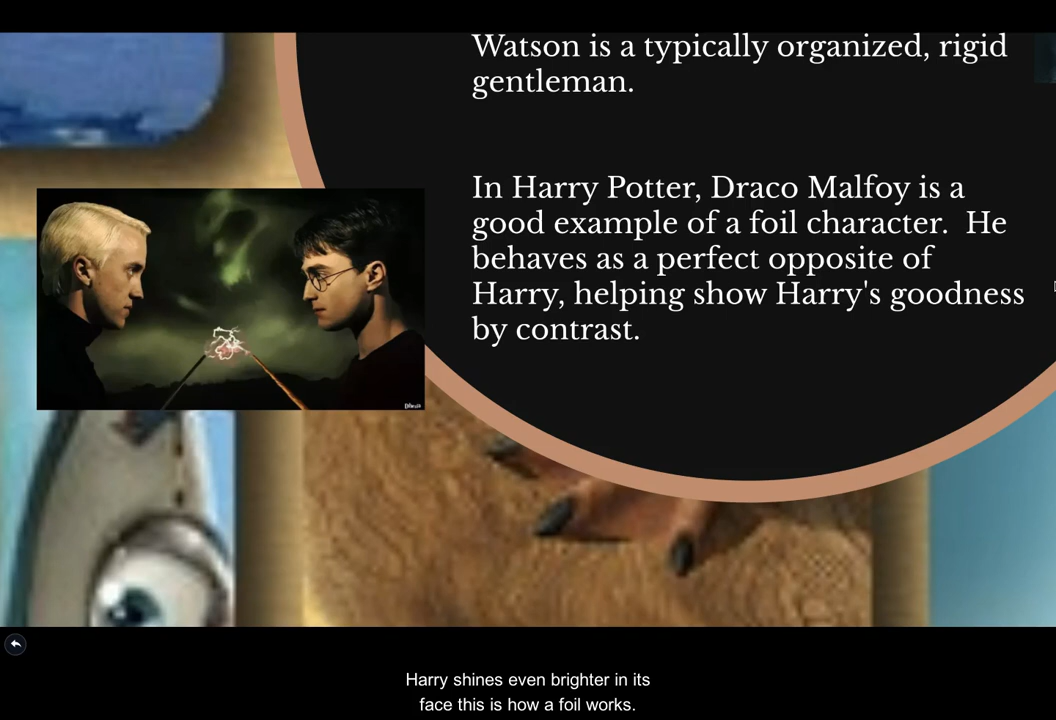 Watson is a typically organized, rigid
gentleman.
In Harry Potter, Draco Malfoy is a
good example of a foil character.  He
behaves as a perfect opposite of
Harry, helping show Harry's goodness
by contrast.
Harry shines even brighter in its
face this is how a foil works.